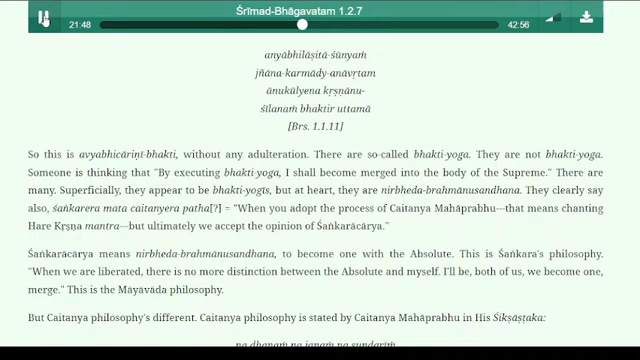 Śrīmad-Bhāgavatam 1.2.7
21:48
42:56
anyābhilāṣitā-śūnyaṁ
jñāna-karmādy-anāvṛtam
ānukūlyena kṛṣṇānu-
śīlanaṁ bhaktir uttamā
[Brs. 1.1.11]
So this is avyabhicāriṇī-bhakti, without any adulteration. There are so-called bhakti-yoga. They are not bhakti-yoga.
Someone is thinking that "By executing bhakti-yoga, I shall become merged into the body of the Supreme." There are
many. Superficially, they appear to be bhakti-yogīs, but at heart, they are nirbheda-brahmānusandhana. They clearly say
also, śaṅkarera mata caitanyera patha[?] = "When you adopt the process of Caitanya Mahāprabhu---that means chanting
Hare Kṛṣṇa mantra---but ultimately we accept the opinion of Śaṅkarācārya."
Śaṅkarācārya means nirbheda-brahmānusandhana, to become one with the Absolute. This is Śaṅkara's philosophy.
"When we are liberated, there is no more distinction between the Absolute and myself. I'll be, both of us, we become one,
merge." This is the Māyāvāda philosophy.
But Caitanya philosophy's different. Caitanya philosophy is stated by Caitanya Mahāprabhu in His Śikṣāṣṭaka:
na dhanaṁ na janaṁ na sundarīṁ